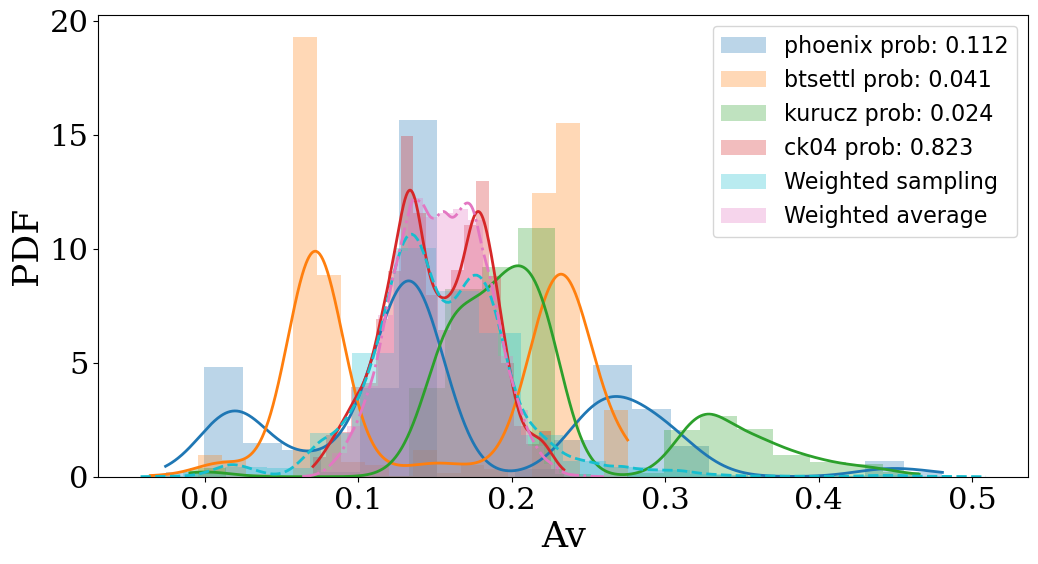 20
15
10
5
0
PDF
0.0
0.1
0.2
0.3
0.4
0.5
Av
phoenix prob: 0.112
btsettl prob: 0.041
kurucz prob: 0.024
ck04 prob: 0.823
Weighted sampling
Weighted average